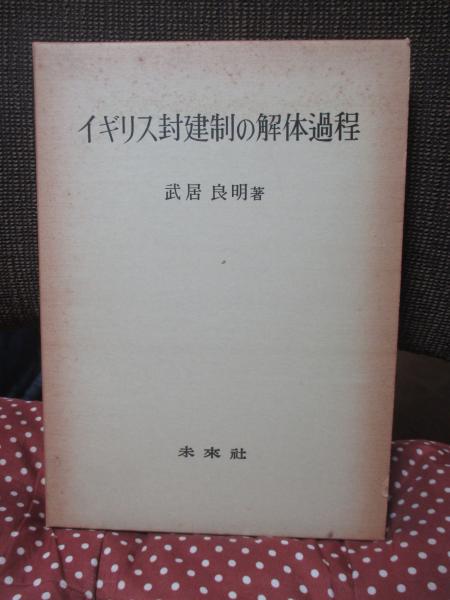 イギリス封建制の解体過程
武居良明著
未來社